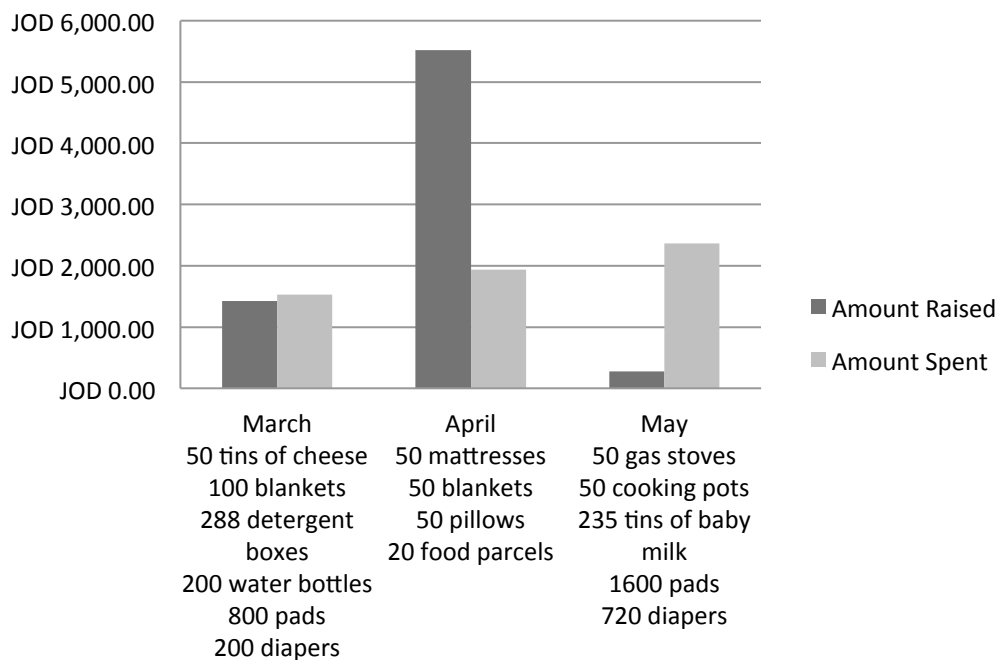 JOD 6,000.00
JOD 5,000.00
JOD 4,000.00
JOD 3,000.00
JOD 2,000.00
JOD 1,000.00
JOD 0.00
Amount Raised
Amount Spent
March
50 tins of cheese
100 blankets
288 detergent
boxes
200 water bottles
800 pads
200 diapers
April
50 mattresses
50 blankets
50 pillows
20 food parcels
May
50 gas stoves
50 cooking pots
235 tins of baby
milk
1600 pads
720 diapers